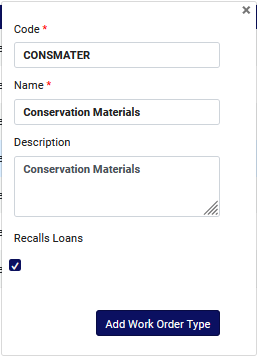 Code *
CONSMATER
Name *
Conservation Materials
Description
Conservation Materials
Recalls Loans
Add Work Order Type